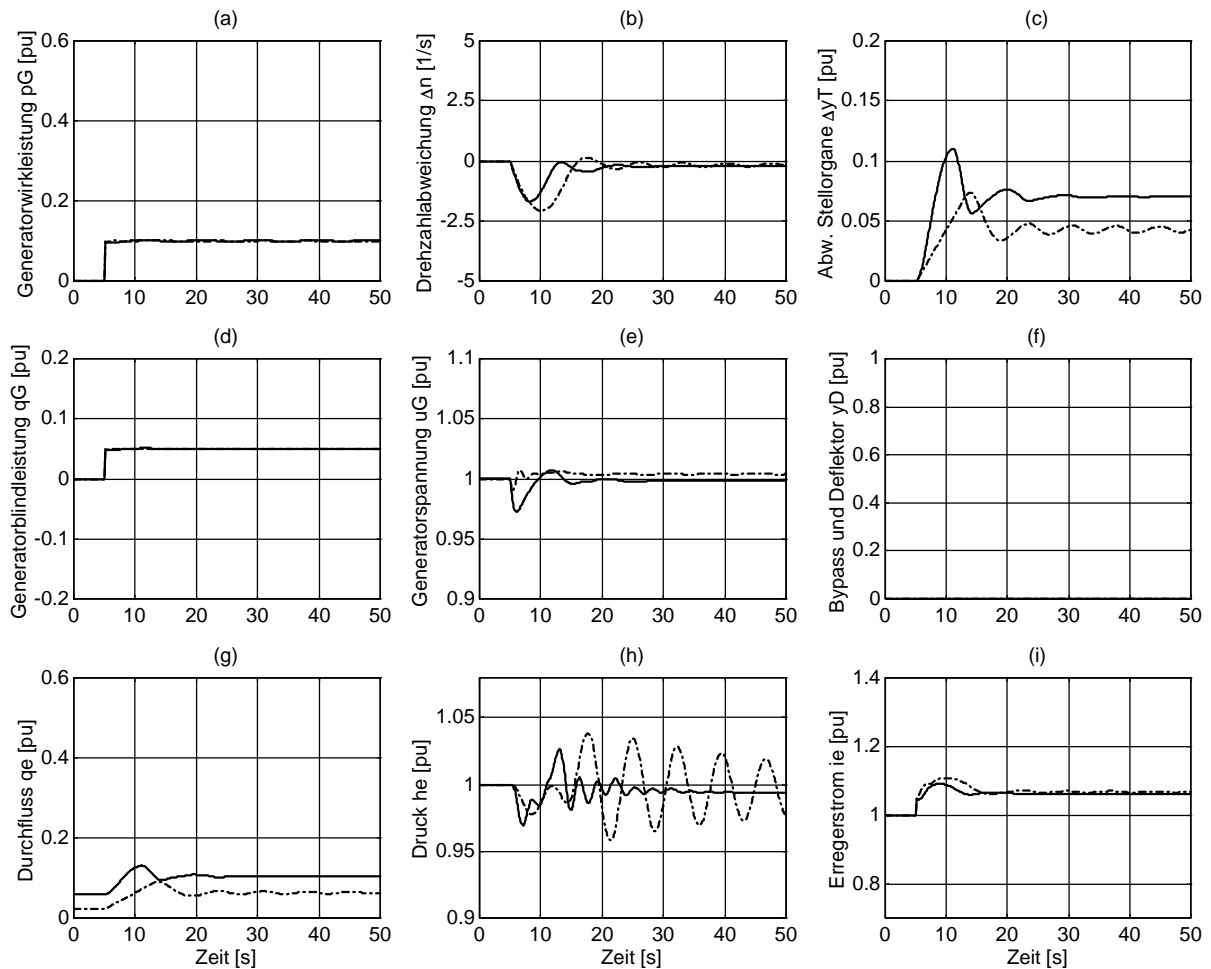 (a)
Generatorwirkleistung pG [pu]
0.6
0.4
0.2
0
0 10 20 30 40 50
(b)
Drehzahlabweichung Δn [1/s]
5
2.5
0
-2.5
-5
0 10 20 30 40 50
(c)
Abw. Stellorgane ΔyT [pu]
0.2
0.15
0.1
0.05
0
0 10 20 30 40 50
(d)
Generatorblindleistung qG [pu]
0.2
0.1
0
-0.1
-0.2
0 10 20 30 40 50
(e)
Generatorspannung uG [pu]
1.1
1.05
1
0.95
0.9
0 10 20 30 40 50
(f)
Bypass und Deflektor yD [pu]
1
0.8
0.6
0.4
0.2
0
0 10 20 30 40 50
(g)
Durchfluss qe [pu]
0.6
0.4
0.2
0
0 10 20 30 40 50
Zeit [s]
(h)
Druck he [pu]
1.05
1
0.95
0.9
0 10 20 30 40 50
Zeit [s]
(i)
Erregerstrom ie [pu]
1.4
1.2
1
0.8
0 10 20 30 40 50
Zeit [s]